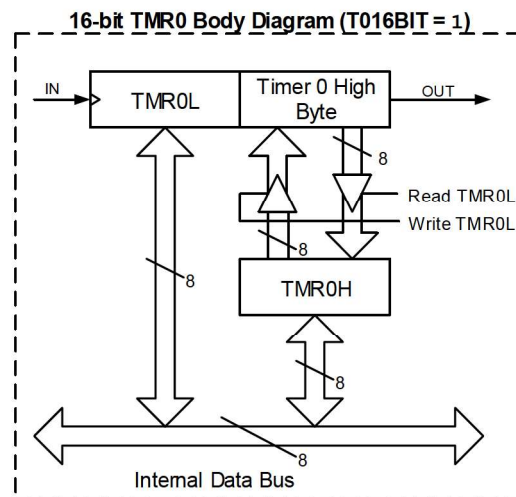 16-bit TMR0 Body Diagram (T016BIT = 1)
IN
TMR0L
Timer 0 High
Byte
OUT
8
Read TMR0L
Write TMR0L
8
TMR0H
8
8
8
Internal Data Bus